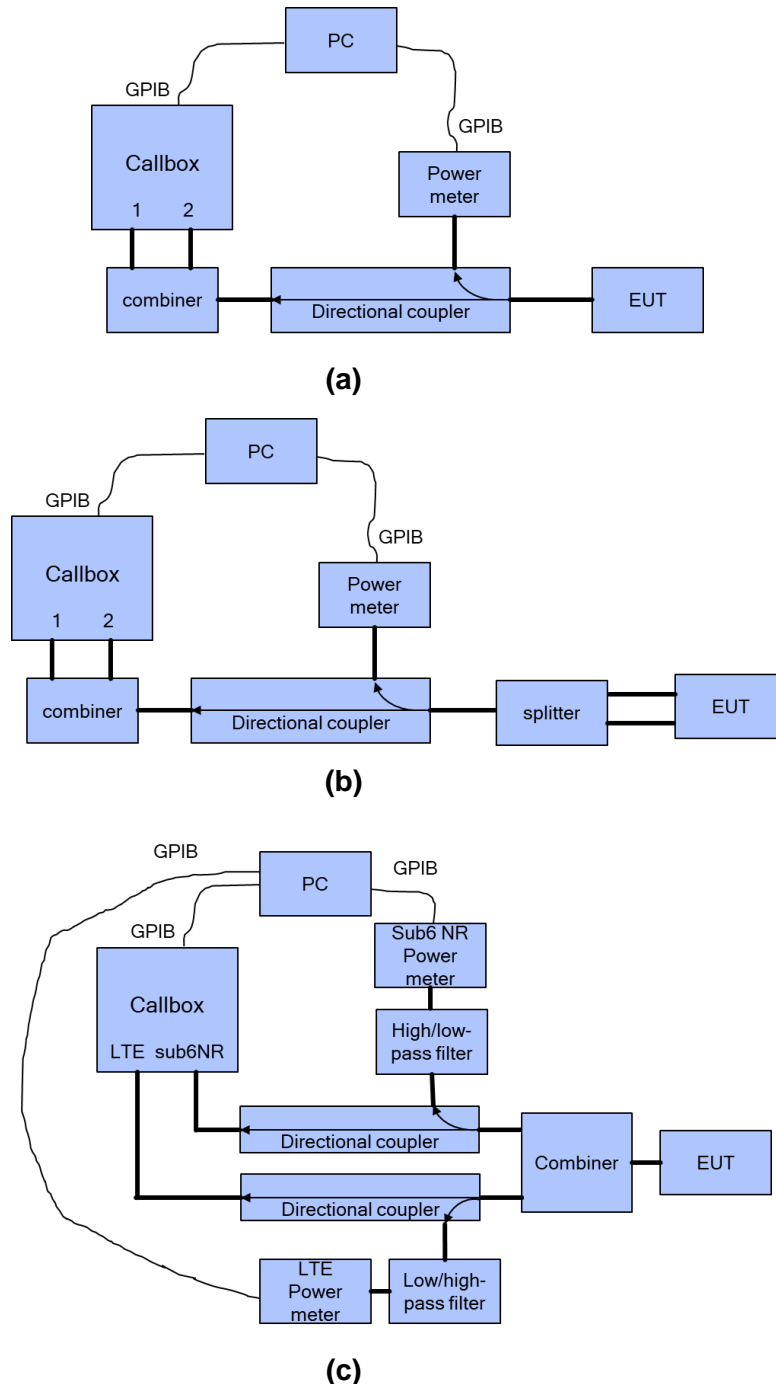 PC
GPIB
GPIB
Callbox
1 2
Power
meter
combiner
Directional coupler
EUT
(a)
PC
GPIB
GPIB
Callbox
1 2
Power
meter
combiner
Directional coupler
splitter
EUT
(b)
GPIB
PC
GPIB
GPIB
Sub6 NR
Power
meter
Callbox
LTE sub6NR
High/low-
pass filter
Directional coupler
Combiner
EUT
Directional coupler
LTE
Power
meter
Low/high-
pass filter
(c)